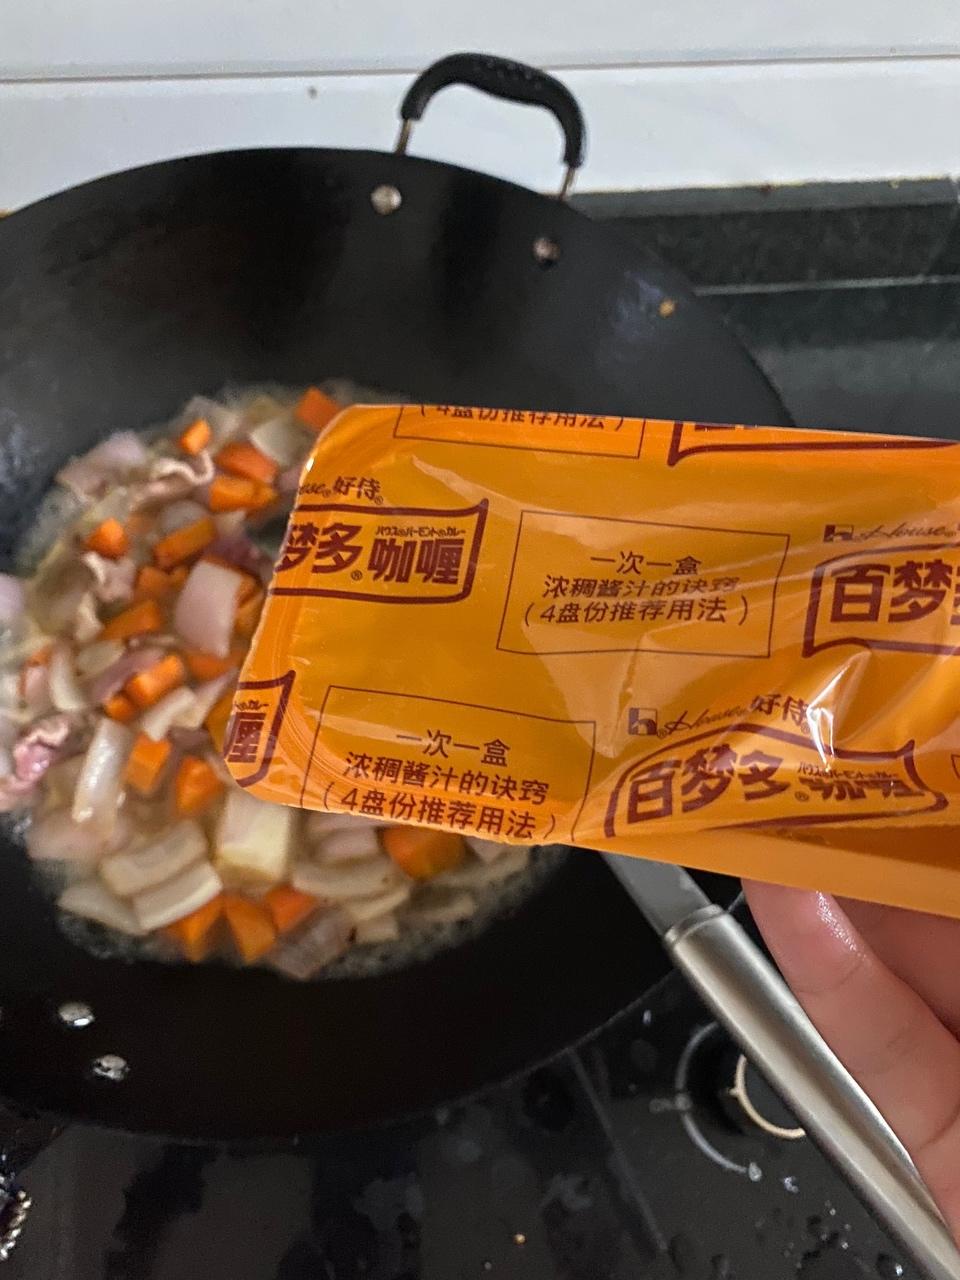 （4盘份推荐用法）
好侍®
梦多®咖喱
一次一盒
浓稠酱汁的诀窍
（4盘份推荐用法）
House
百梦
一次一盒
浓稠酱汁的诀窍
（4盘份推荐用法）
House 好侍
百梦多®咖喱